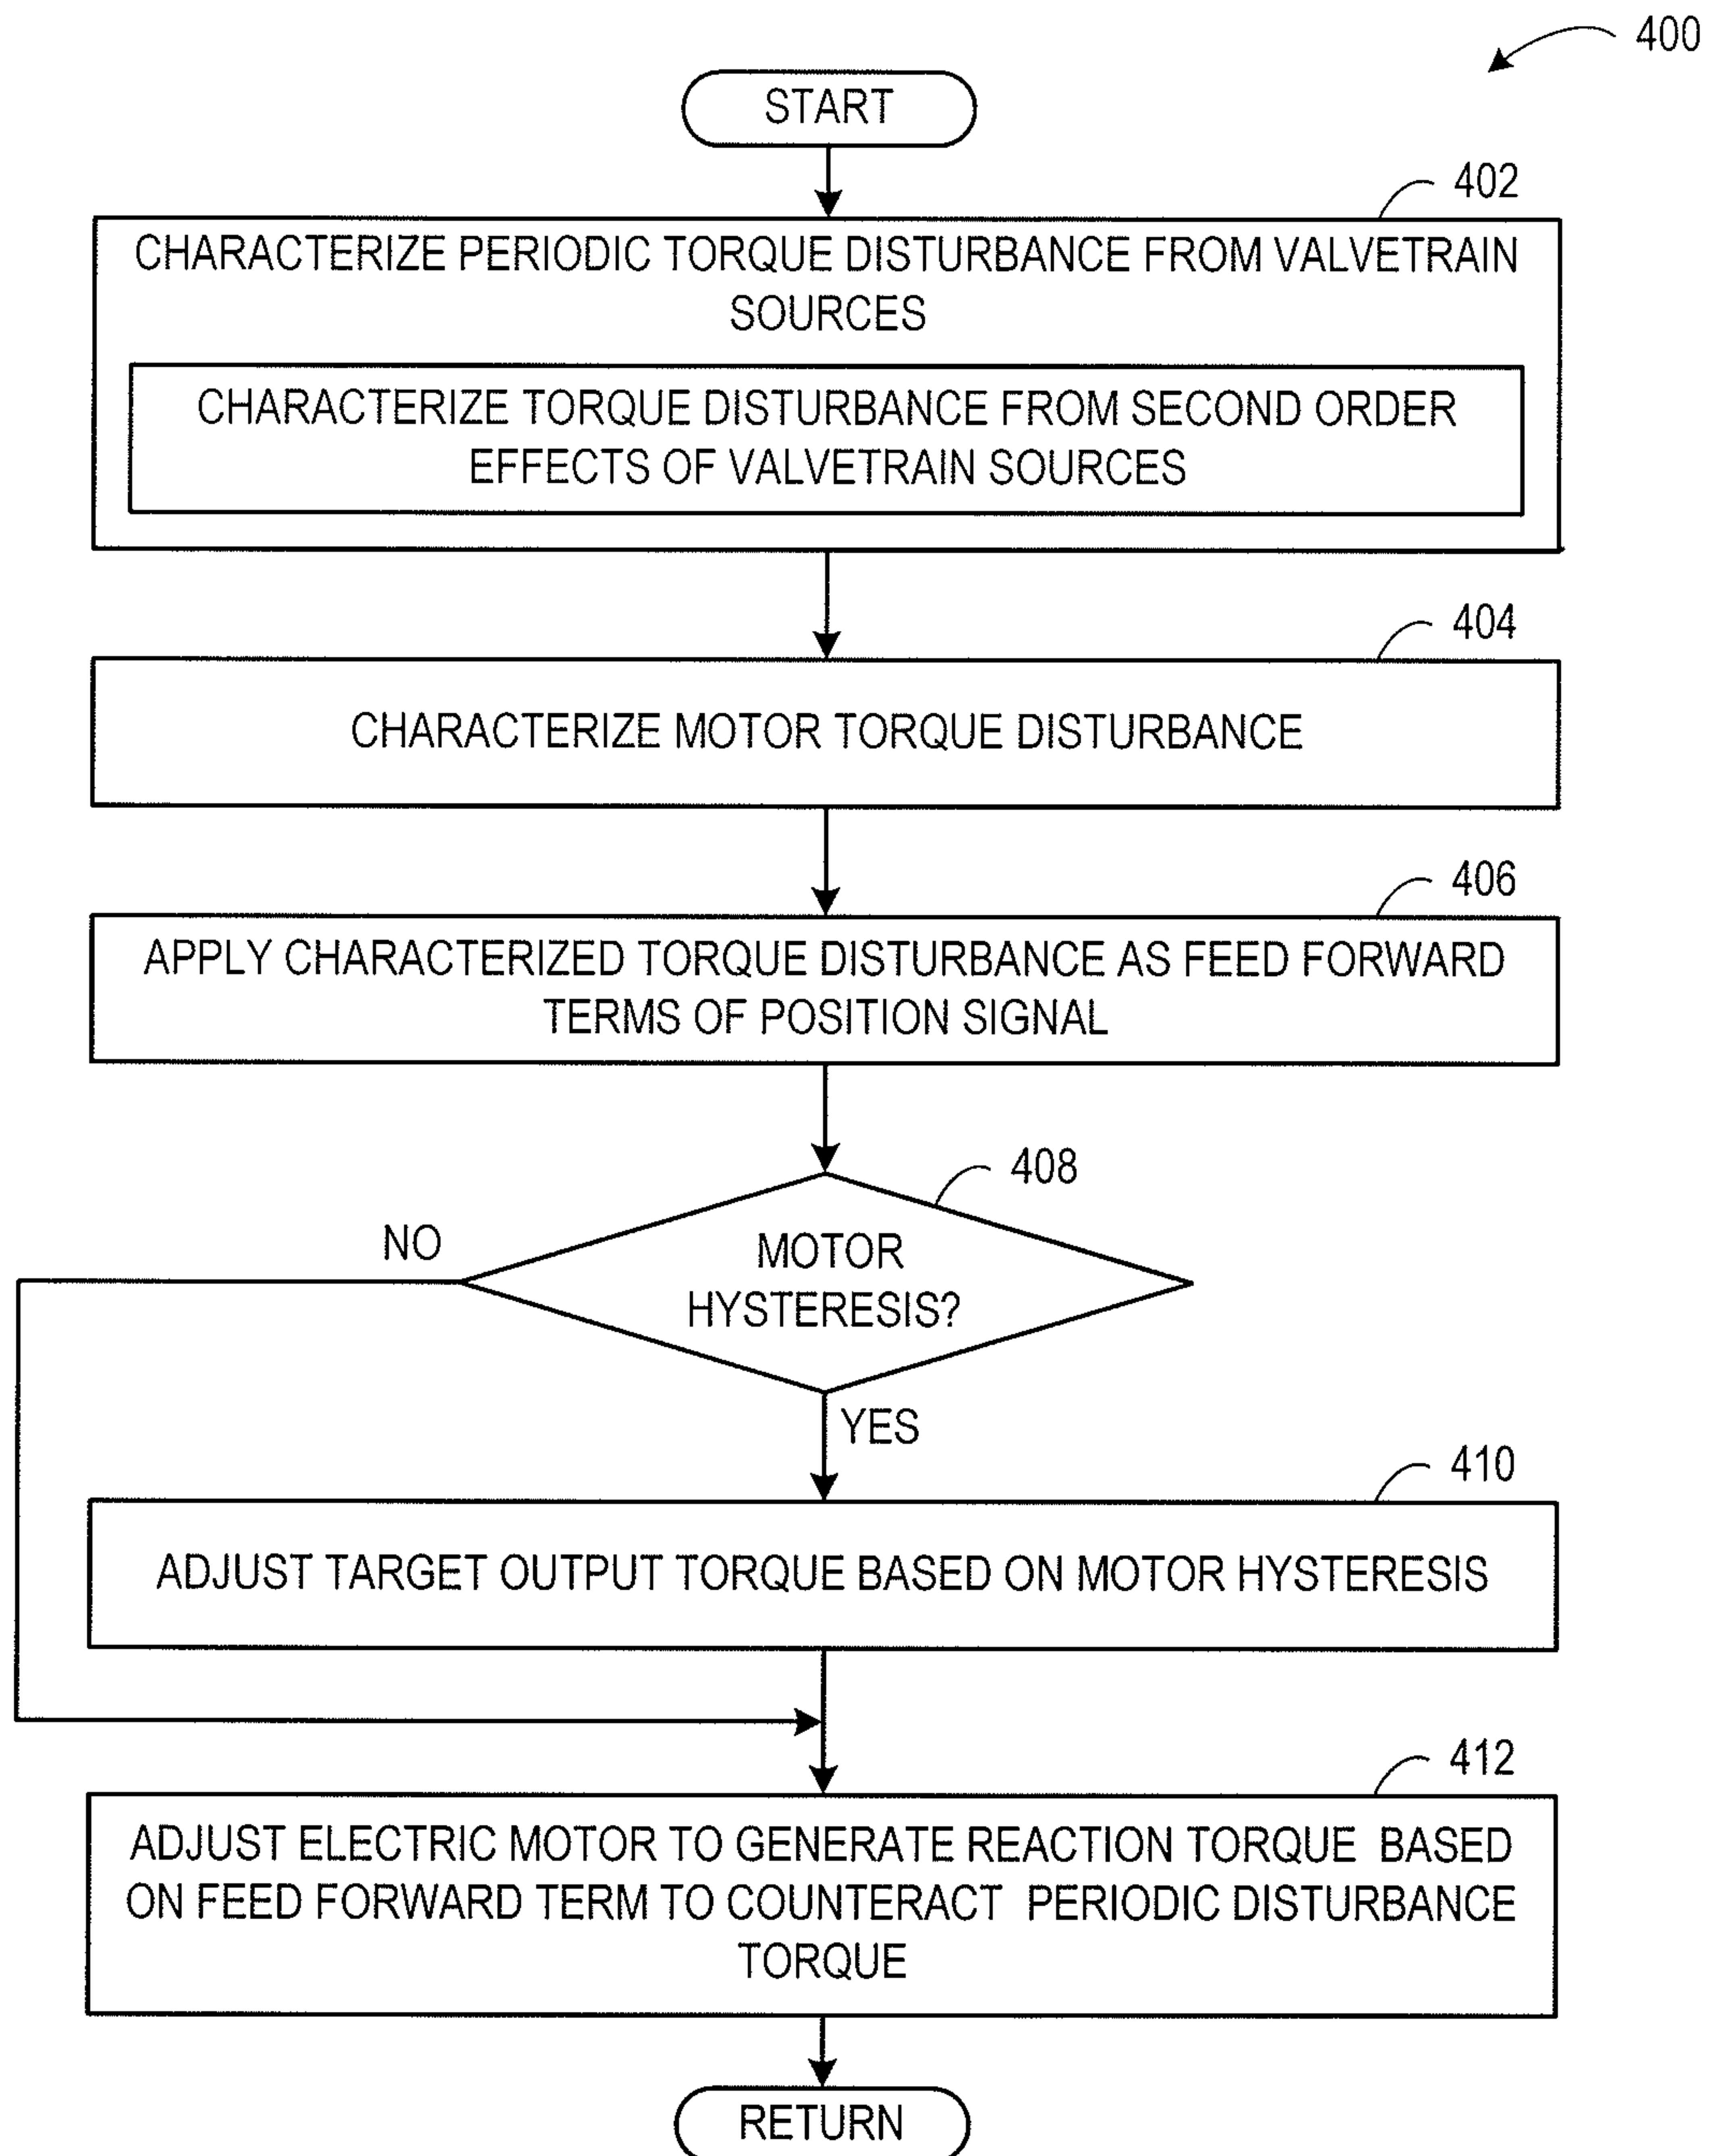 400
START
402
CHARACTERIZE PERIODIC TORQUE DISTURBANCE FROM VALVETRAIN
SOURCES
CHARACTERIZE TORQUE DISTURBANCE FROM SECOND ORDER
EFFECTS OF VALVETRAIN SOURCES
404
CHARACTERIZE MOTOR TORQUE DISTURBANCE
406
APPLY CHARACTERIZED TORQUE DISTURBANCE AS FEED FORWARD
TERMS OF POSITION SIGNAL
408
NO
MOTOR
HYSTERESIS?
YES
410
ADJUST TARGET OUTPUT TORQUE BASED ON MOTOR HYSTERESIS
412
ADJUST ELECTRIC MOTOR TO GENERATE REACTION TORQUE BASED
ON FEED FORWARD TERM TO COUNTERACT PERIODIC DISTURBANCE
TORQUE
RETURN